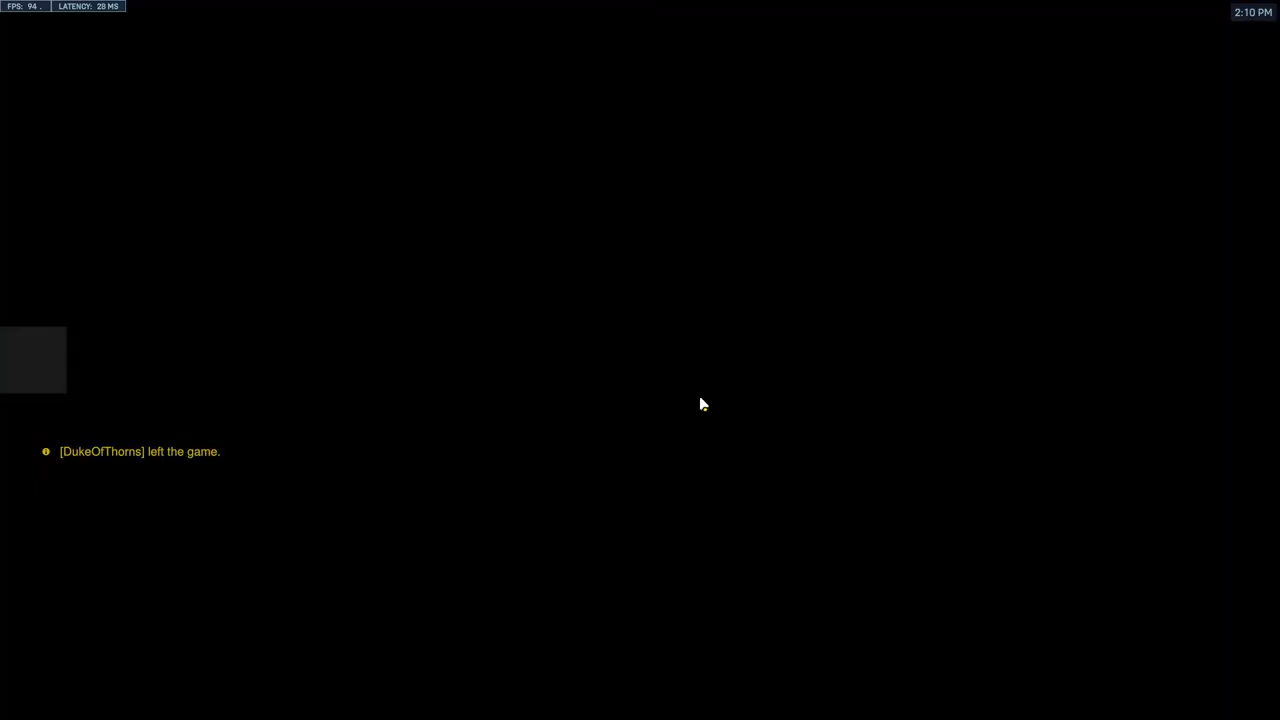 FPS: 94 . LATENCY: 28 MS
2:10 PM
[DukeOfThorns] left the game.